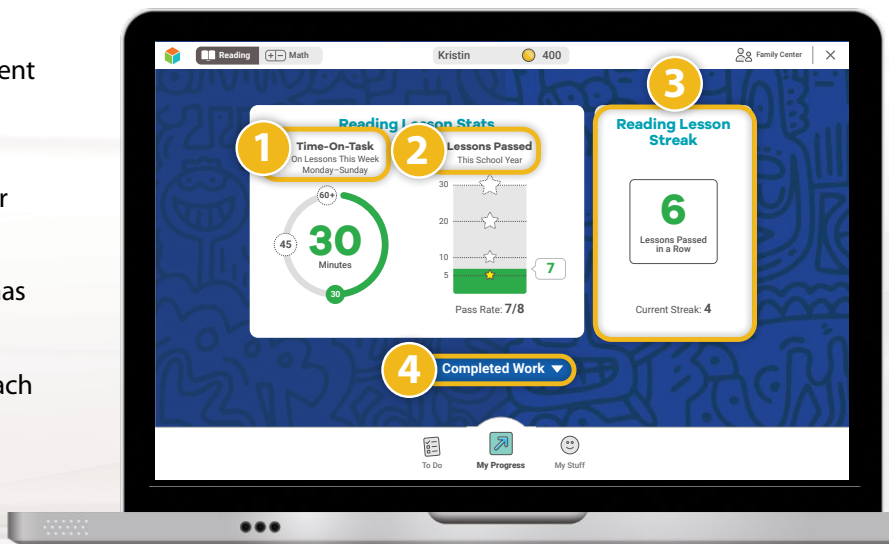 ent
r
as
ach
Reading
Math
Kristin
400
Family Center
Reading Lesson Stats
1
Time-On-Task
On Lessons This Week
Monday–Sunday
60+
45
30
Minutes
30
2
Lessons Passed
This School Year
30
20
10
5
7
Pass Rate: 7/8
3
Reading Lesson
Streak
6
Lessons Passed
in a Row
Current Streak: 4
4
Completed Work
To Do
My Progress
My Stuff